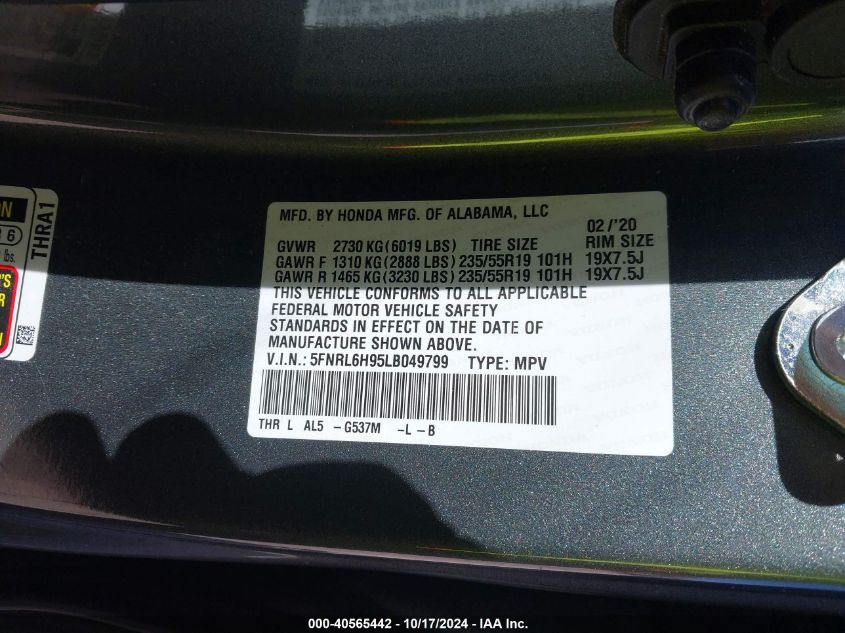 MFD. BY HONDA MFG. OF ALABAMA, LLC
02 /'20
GVWR 2730 KG (6019 LBS) TIRE SIZE RIM SIZE
GAWR F 1310 KG (2888 LBS) 235/55R19 101H 19X7.5J
GAWR R 1465 KG (3230 LBS) 235/55R19 101H 19X7.5J
THIS VEHICLE CONFORMS TO ALL APPLICABLE
FEDERAL MOTOR VEHICLE SAFETY
STANDARDS IN EFFECT ON THE DATE OF
MANUFACTURE SHOWN ABOVE.
V.I.N.: 5FNRL6H95LB049799 TYPE: MPV
THR L AL5 -G537M -L-B
THRA1
lbs.
000-40565442 - 10/17/2024 - IAA Inc.